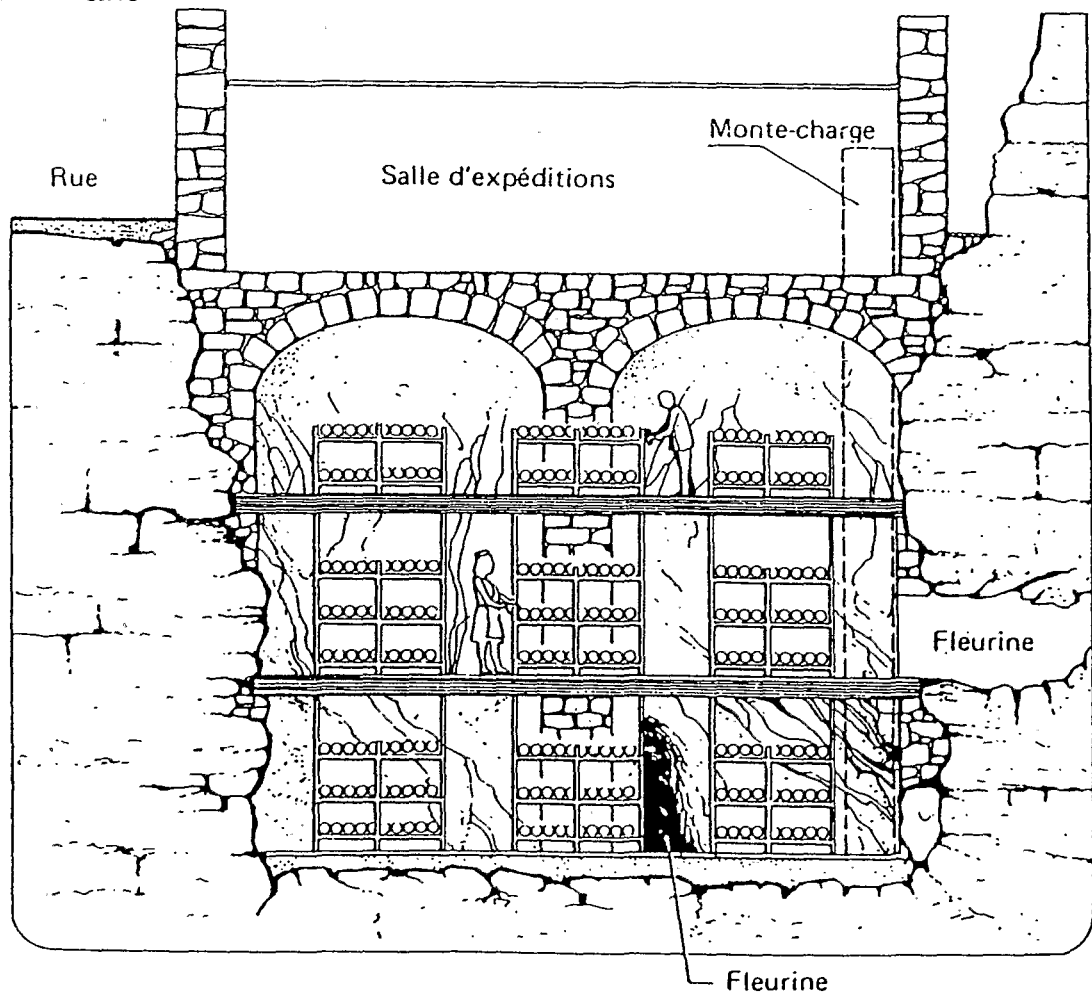 Monte-charge
Rue
Salle d'expéditions
Fleurine
Fleurine